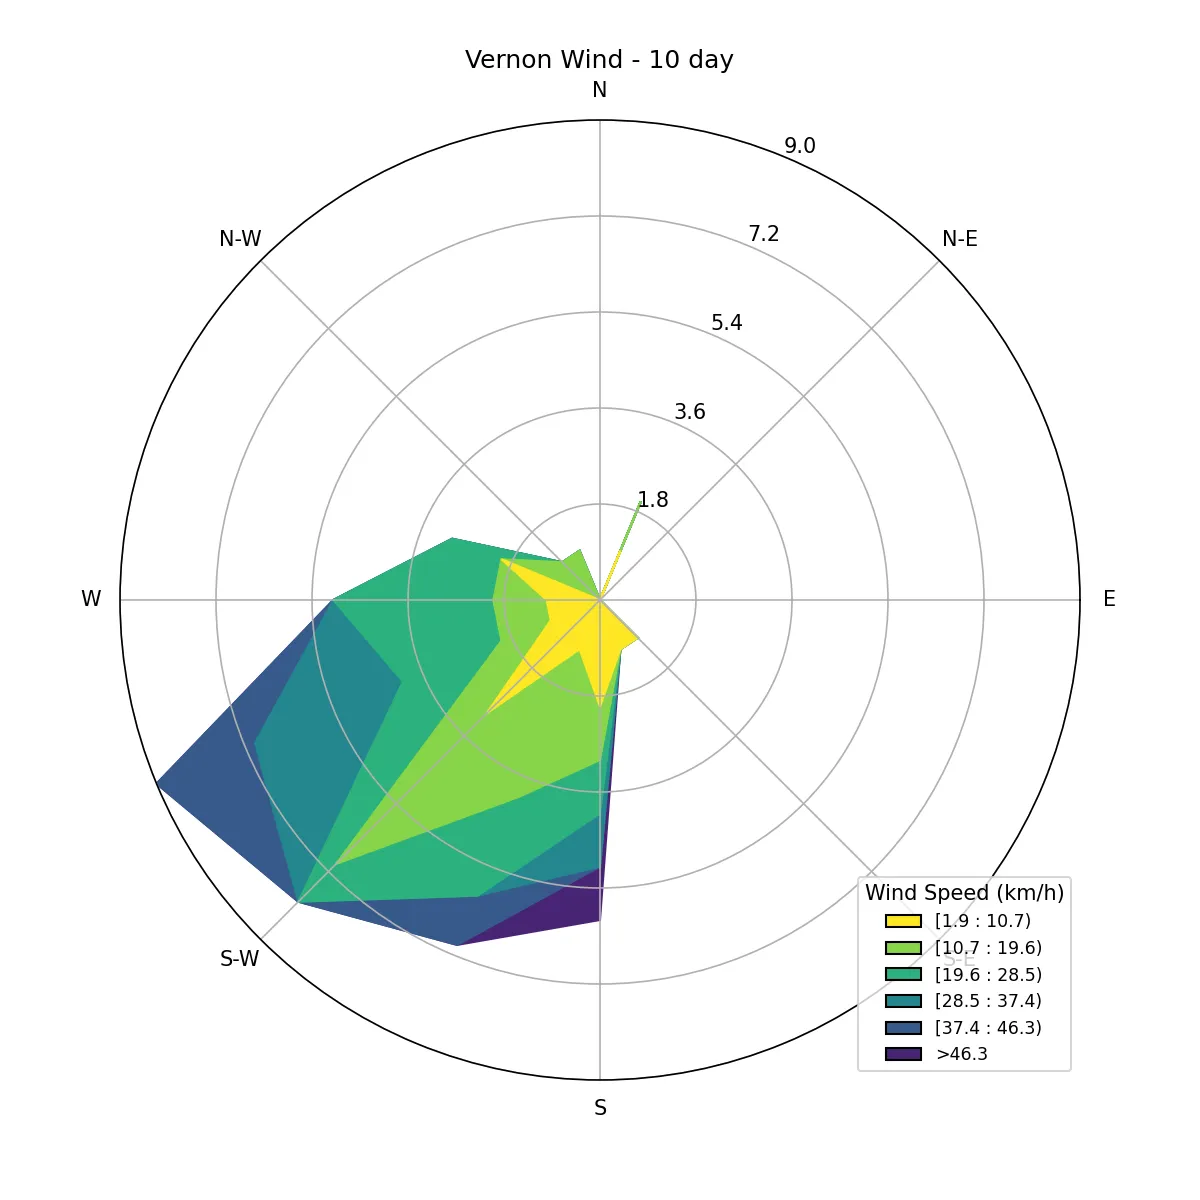 Vernon Wind - 10 day
N
9.0
N-W
7.2
N-E
5.4
3.6
1.8
W
E
S-W
S-E
S
Wind Speed (km/h)
[1.9 : 10.7)
[10.7 : 19.6)
[19.6 : 28.5)
[28.5 : 37.4)
[37.4 : 46.3)
>46.3